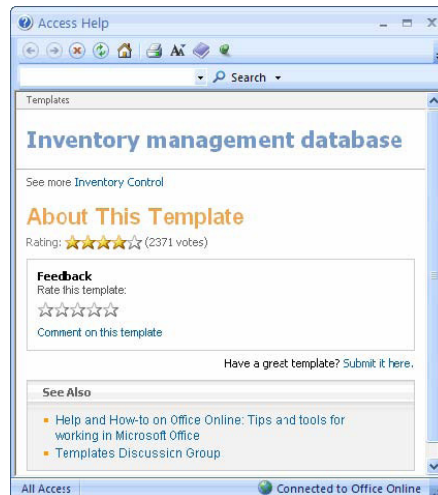 Access Help
Search
Templates
Inventory management database
See more Inventory Control
About This Template
Rating: (2371 votes)
Feedback
Rate this template:
Comment on this template
Have a great template? Submit it here.
See Also
Help and How-to on Office Online: Tips and tools for
working in Microsoft Office
Templates Discussion Group
All Access
Connected to Office Online